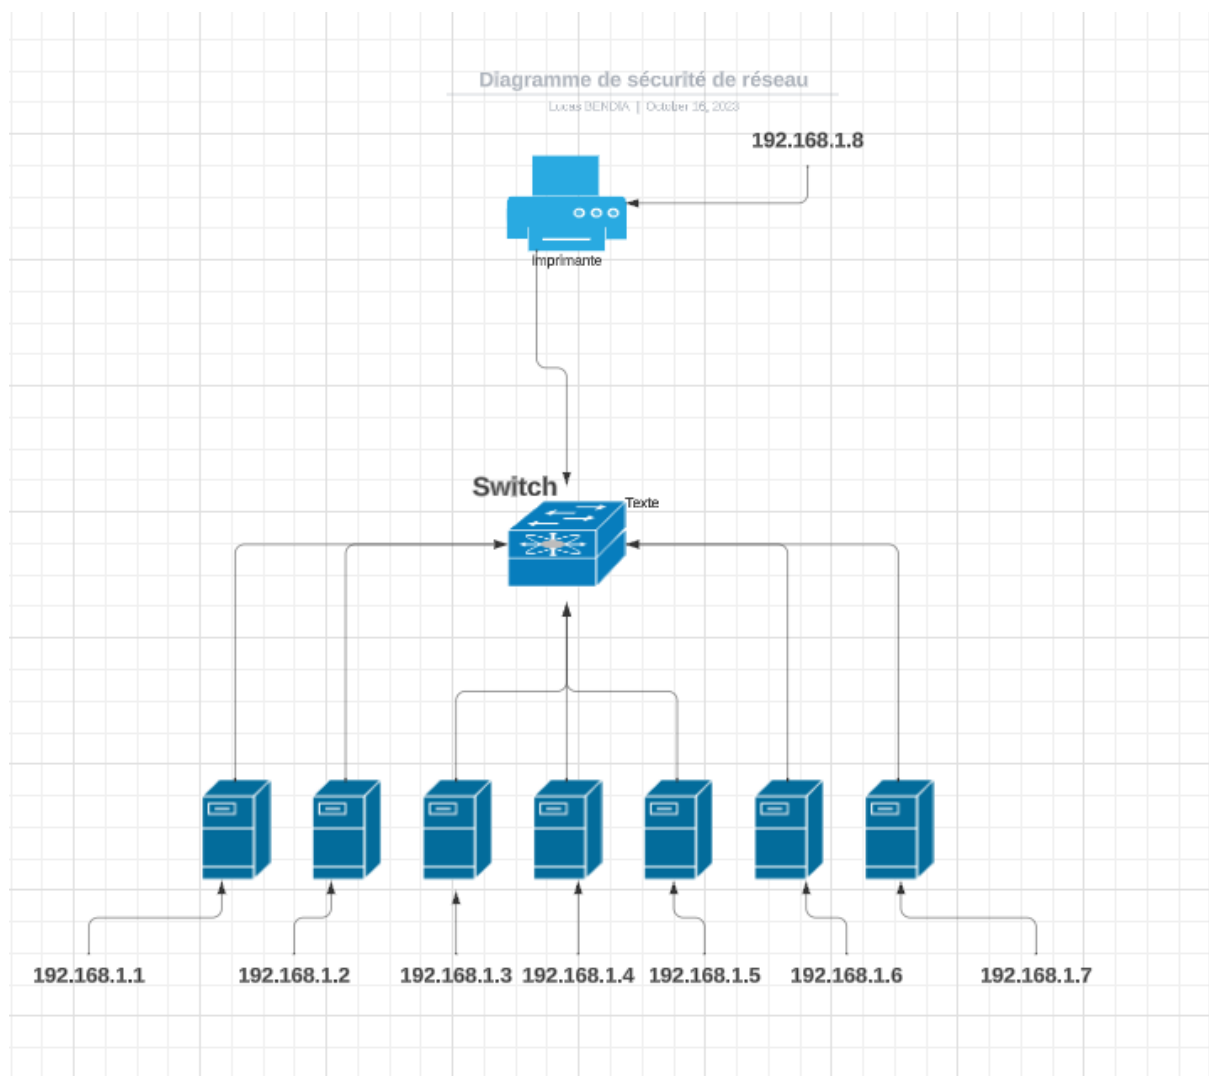 Diagramme de sécurité de réseau
Lucas BENDIA | October 16, 2023
192.168.1.8
Imprimante
Switch
Texte
192.168.1.1
192.168.1.2
192.168.1.3
192.168.1.4
192.168.1.5
192.168.1.6
192.168.1.7